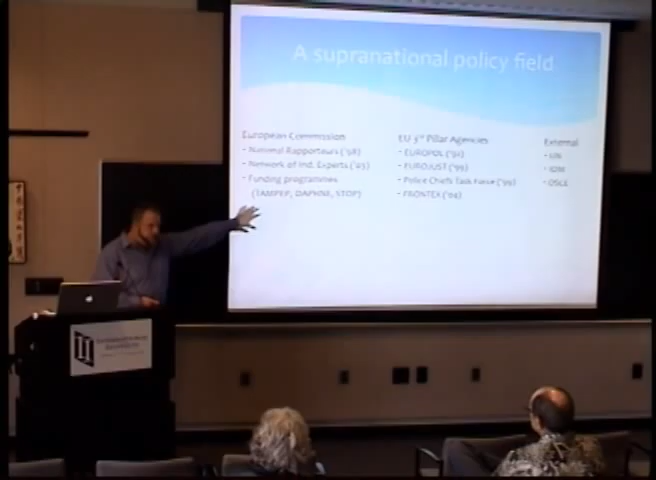 A supranational policy field
European Commission
- National Rapporteurs ('98)
- Network of Ind. Experts ('03)
- Funding programmes
(TAMPEP, DAPHNE, STOP)
EU 3rd Pillar Agencies
- EUROPOL
- EUROJUST ('99)
- Police Chiefs Task Force ('99)
- FRONTEX ('04)
External
- UN
- IOM
- OSCE